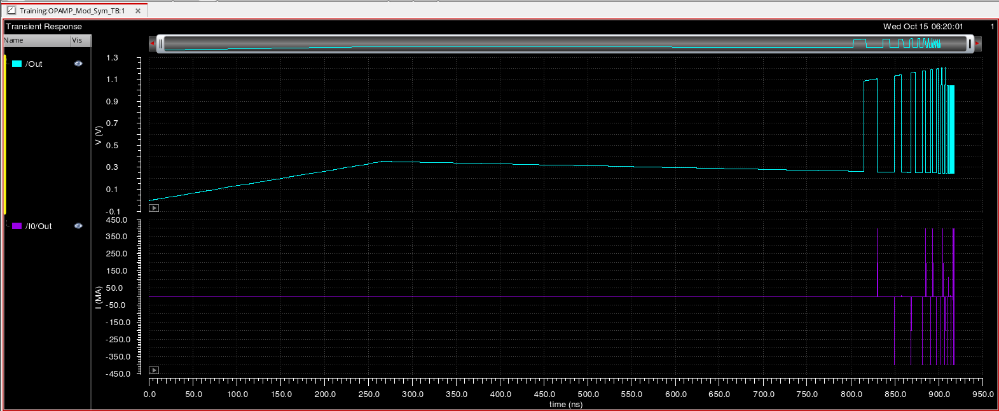 Training:OPAMP_Mod_Sym_TB:1 ×
Transient Response Wed Oct 15 06:20:01 1
Name Vis
/Out
1.3
1.1
0.9
0.7
0.5
0.3
0.1
-0.1
V (V)
/I0/Out
450.0
350.0
250.0
150.0
50.0
-50.0
-150.0
-250.0
-350.0
-450.0
I (MA)
0.0 50.0 100.0 150.0 200.0 250.0 300.0 350.0 400.0 450.0 500.0 550.0 600.0 650.0 700.0 750.0 800.0 850.0 900.0 950.0
time (ns)